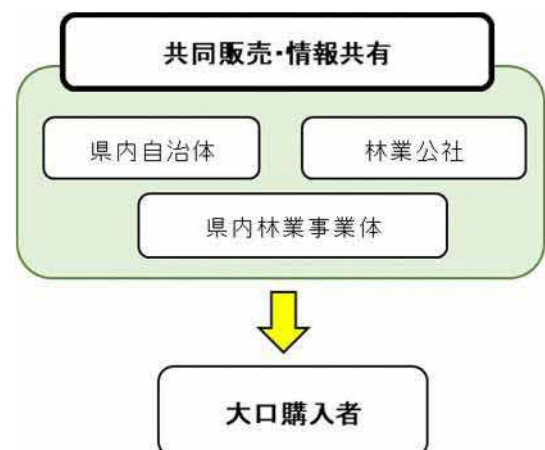 共同販売・情報共有
県内自治体
林業公社
県内林業事業体
大口購入者